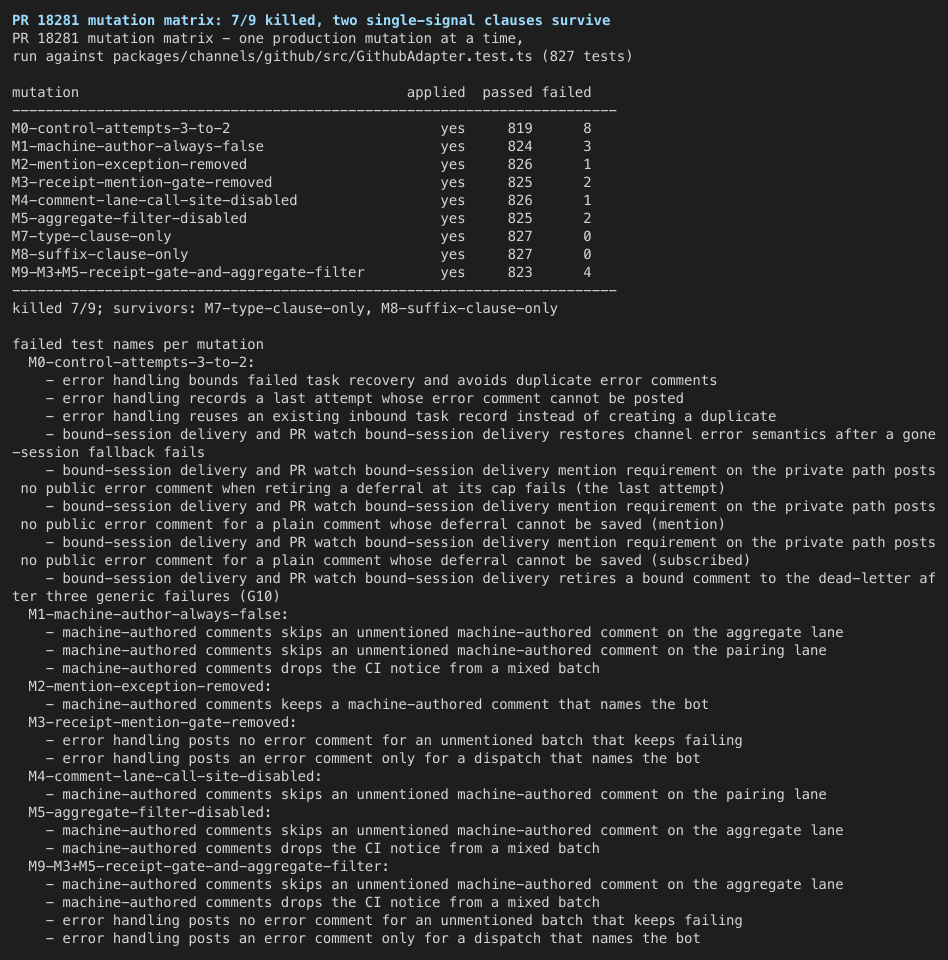 PR 18281 mutation matrix: 7/9 killed, two single-signal clauses survive
PR 18281 mutation matrix – one production mutation at a time,
run against packages/channels/github/src/GithubAdapter.test.ts (827 tests)
mutation applied passed failed
M0-control-attempts-3-to-2 yes 819 8
M1-machine-author-always-false yes 824 3
M2-mention-exception-removed yes 826 1
M3-receipt-mention-gate-removed yes 825 2
M4-comment-lane-call-site-disabled yes 826 1
M5-aggregate-filter-disabled yes 825 2
M7-type-clause-only yes 827 0
M8-suffix-clause-only yes 827 0
M9-M3+M5-receipt-gate-and-aggregate-filter yes 823 4
killed 7/9; survivors: M7-type-clause-only, M8-suffix-clause-only
failed test names per mutation
M0-control-attempts-3-to-2:
– error handling bounds failed task recovery and avoids duplicate error comments
– error handling records a last attempt whose error comment cannot be posted
– error handling reuses an existing inbound task record instead of creating a duplicate
– bound-session delivery and PR watch bound-session delivery restores channel error semantics after a gone
-session fallback fails
– bound-session delivery and PR watch bound-session delivery mention requirement on the private path posts
no public error comment when retiring a deferral at its cap fails (the last attempt)
– bound-session delivery and PR watch bound-session delivery mention requirement on the private path posts
no public error comment for a plain comment whose deferral cannot be saved (mention)
– bound-session delivery and PR watch bound-session delivery mention requirement on the private path posts
no public error comment for a plain comment whose deferral cannot be saved (subscribed)
– bound-session delivery and PR watch bound-session delivery retires a bound comment to the dead-letter af
ter three generic failures (G10)
M1-machine-author-always-false:
– machine-authored comments skips an unmentioned machine-authored comment on the aggregate lane
– machine-authored comments skips an unmentioned machine-authored comment on the pairing lane
– machine-authored comments drops the CI notice from a mixed batch
M2-mention-exception-removed:
– machine-authored comments keeps a machine-authored comment that names the bot
M3-receipt-mention-gate-removed:
– error handling posts no error comment for an unmentioned batch that keeps failing
– error handling posts an error comment only for a dispatch that names the bot
M4-comment-lane-call-site-disabled:
– machine-authored comments skips an unmentioned machine-authored comment on the pairing lane
M5-aggregate-filter-disabled:
– machine-authored comments skips an unmentioned machine-authored comment on the aggregate lane
– machine-authored comments drops the CI notice from a mixed batch
M9-M3+M5-receipt-gate-and-aggregate-filter:
– machine-authored comments skips an unmentioned machine-authored comment on the aggregate lane
– machine-authored comments drops the CI notice from a mixed batch
– error handling posts no error comment for an unmentioned batch that keeps failing
– error handling posts an error comment only for a dispatch that names the bot